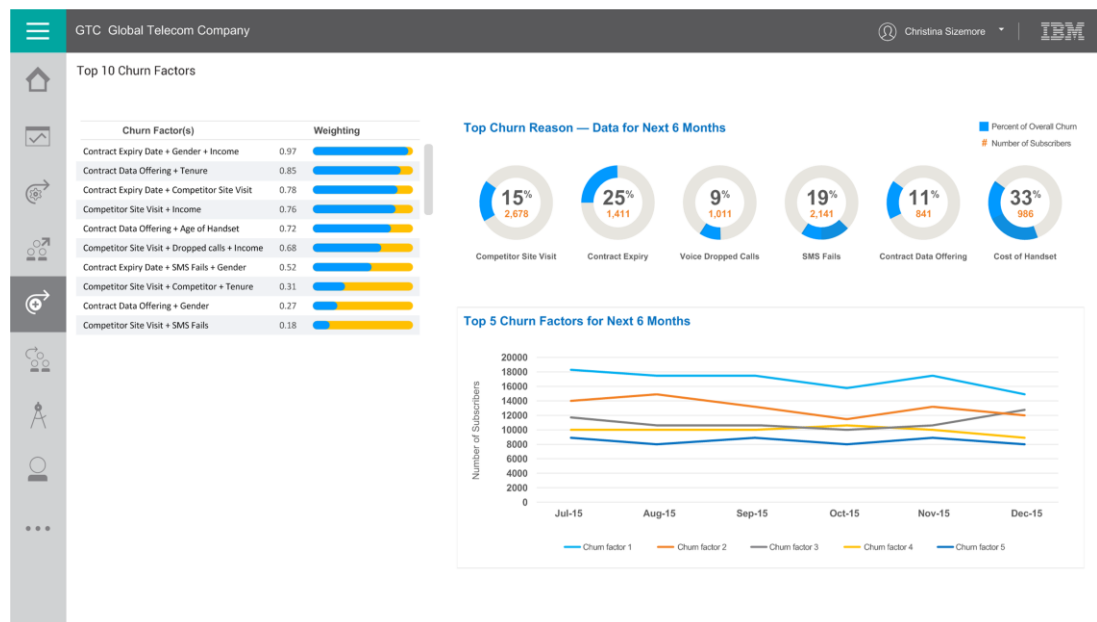 GTC Global Telecom Company
Christina Sizemore
IBM
Top 10 Churn Factors
Churn Factor(s) Weighting
Contract Expiry Date + Gender + Income 0.97
Contract Data Offering + Tenure 0.85
Contract Expiry Date + Competitor Site Visit 0.78
Competitor Site Visit + Income 0.76
Contract Data Offering + Age of Handset 0.72
Competitor Site Visit + Dropped calls + Income 0.68
Contract Expiry Date + SMS Fails + Gender 0.52
Competitor Site Visit + Competitor + Tenure 0.31
Contract Data Offering + Gender 0.27
Competitor Site Visit + SMS Fails 0.18
Top Churn Reason — Data for Next 6 Months
Percent of Overall Churn
# Number of Subscribers
15% 25% 9% 19% 11% 33%
2,678 1,411 1,011 2,141 841 986
Competitor Site Visit Contract Expiry Voice Dropped Calls SMS Fails Contract Data Offering Cost of Handset
Top 5 Churn Factors for Next 6 Months
Number of Subscribers
20000
18000
16000
14000
12000
10000
8000
6000
4000
2000
0
Jul-15 Aug-15 Sep-15 Oct-15 Nov-15 Dec-15
Churn factor 1 Churn factor 2 Churn factor 3 Churn factor 4 Churn factor 5